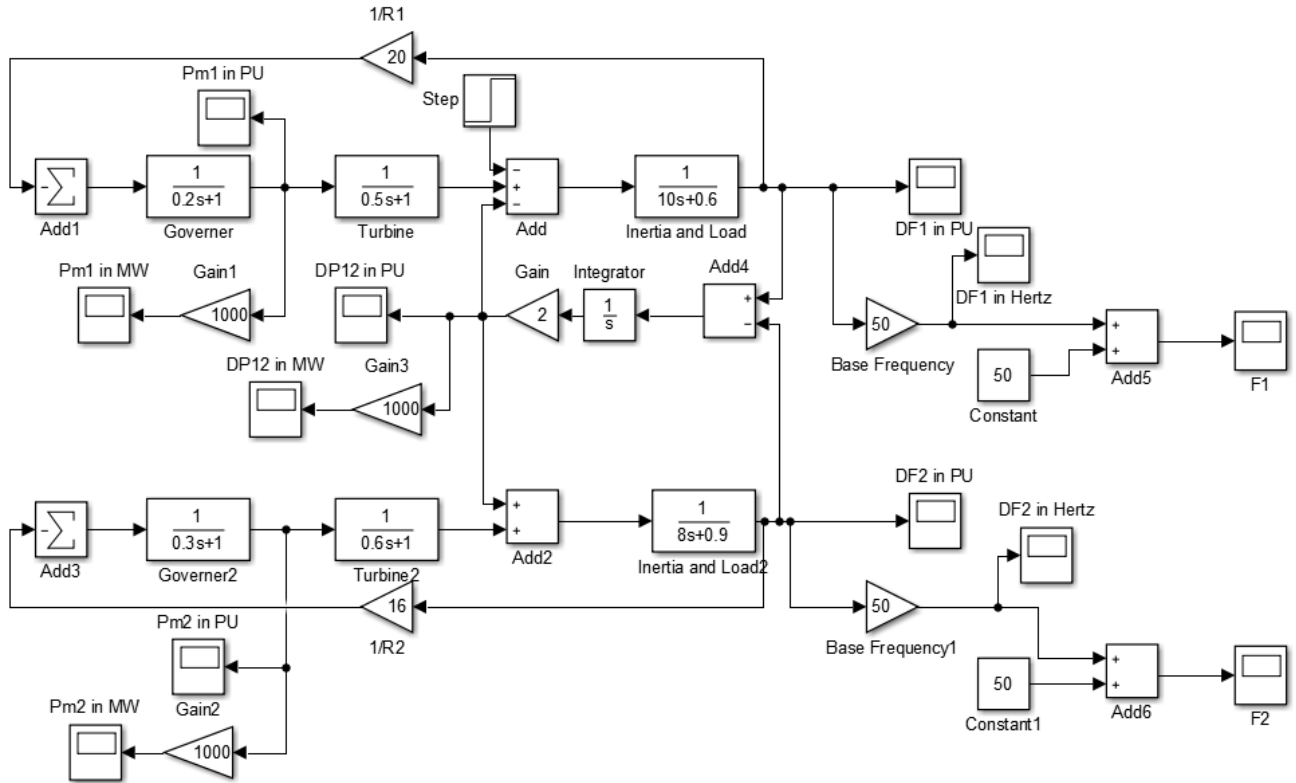 1/R1
20
Pm1 in PU
Step
1
0.2s+1
1
0.5s+1
−
+
−
1
10s+0.6
−
Add1
Governer
Turbine
Add
Inertia and Load
DF1 in PU
Pm1 in MW
Gain1
DP12 in PU
Gain
Integrator
Add4
DF1 in Hertz
1000
2
1
s
+
−
50
+
+
DP12 in MW
Gain3
Base Frequency
Add5
F1
1000
50
Constant
DF2 in PU
−
1
0.3s+1
1
0.6s+1
+
+
1
8s+0.9
DF2 in Hertz
Add3
Governer2
Turbine2
Add2
Inertia and Load2
16
50
Pm2 in PU
1/R2
Base Frequency1
+
+
50
Pm2 in MW
Gain2
Constant1
Add6
F2
1000